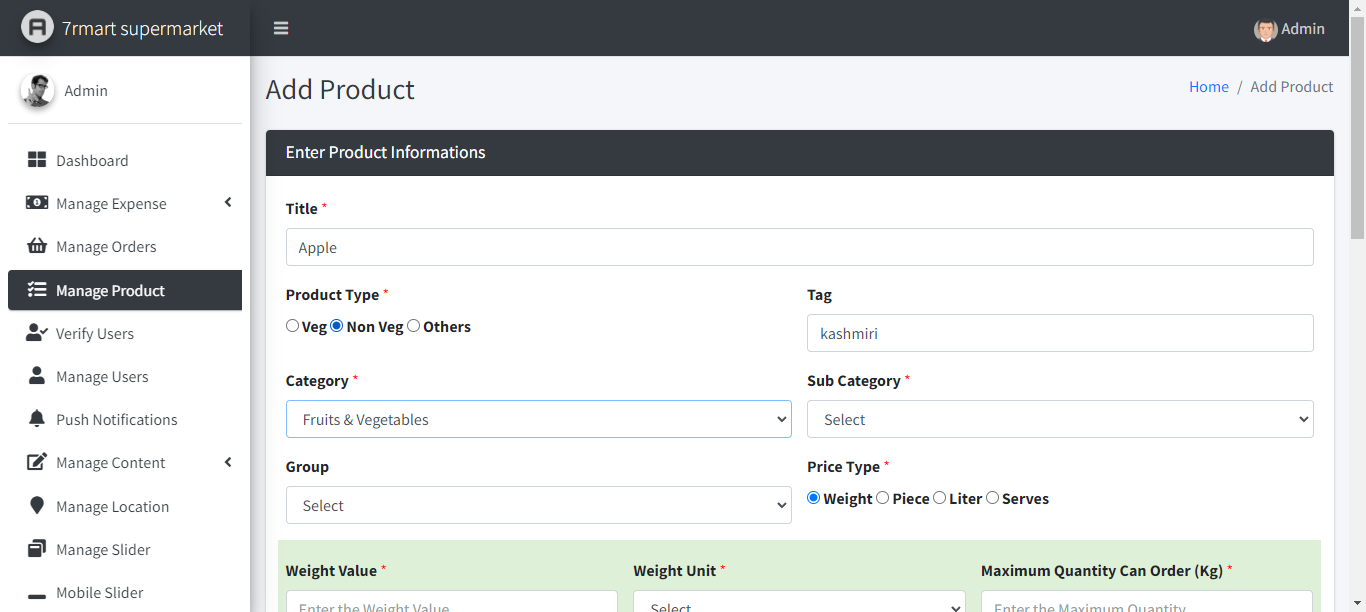 7rmart supermarket
Admin
Admin
Dashboard
Manage Expense
Manage Orders
Manage Product
Verify Users
Manage Users
Push Notifications
Manage Content
Manage Location
Manage Slider
Mobile Slider
Add Product
Home / Add Product
Enter Product Informations
Title *
Apple
Product Type *
Veg Non Veg Others
Tag
kashmiri
Category *
Fruits & Vegetables
Sub Category *
Select
Group
Select
Price Type *
Weight Piece Liter Serves
Weight Value *
Enter the Weight Value
Weight Unit *
Select
Maximum Quantity Can Order (Kg) *
Enter the Maximum Quantity